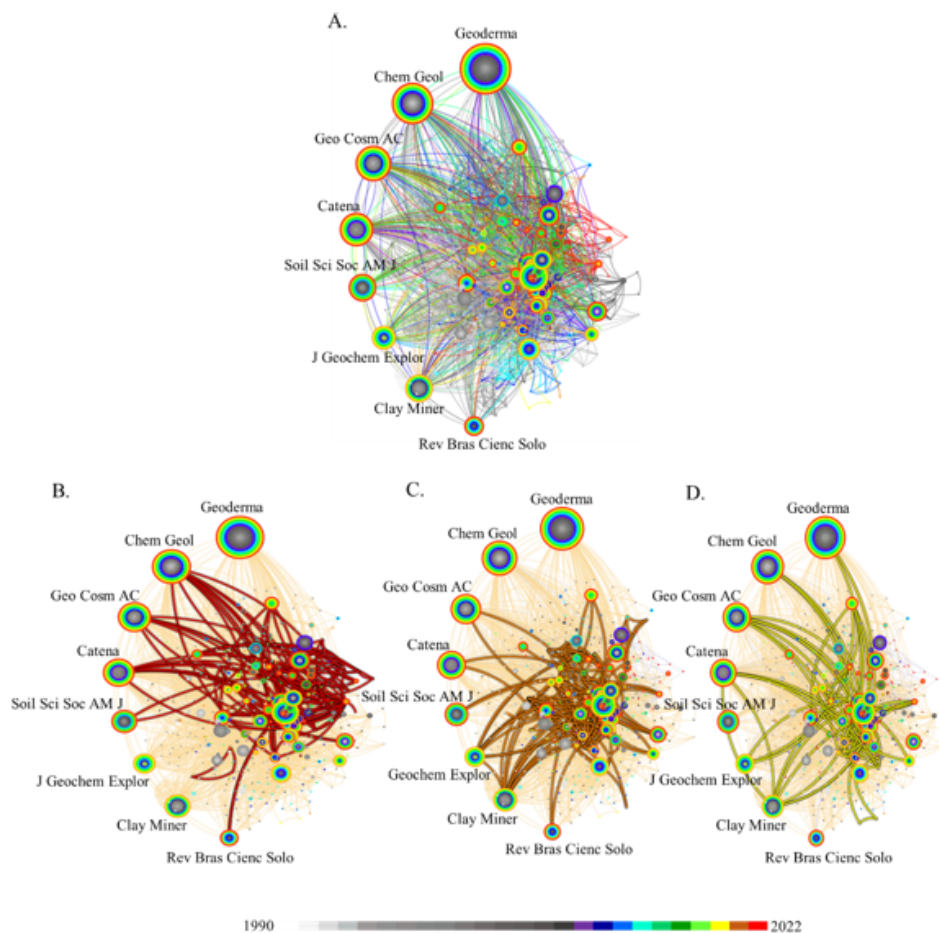 A.
Geoderma
Chem Geol
Geo Cosm AC
Catena
Soil Sci Soc AM J
J Geochem Explor
Clay Miner
Rev Bras Cienc Solo
B.
Geoderma
Chem Geol
Geo Cosm AC
Catena
Soil Sci Soc AM J
J Geochem Explor
Clay Miner
Rev Bras Cienc Solo
C.
Geoderma
Chem Geol
Geo Cosm AC
Catena
Soil Sci Soc AM J
Geochem Explor
Clay Miner
Rev Bras Cienc Solo
D.
Geoderma
Chem Geol
Geo Cosm AC
Catena
Soil Sci Soc AM J
J Geochem Explor
Clay Miner
Rev Bras Cienc Solo
1990 2022